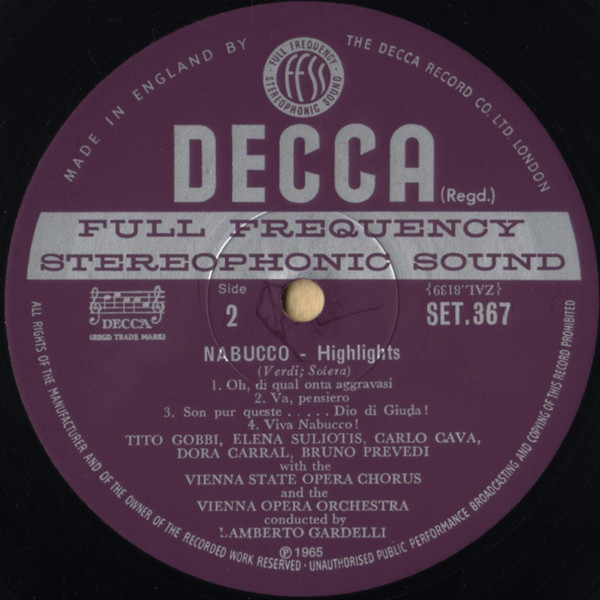 MADE IN ENGLAND BY THE DECCA RECORD CO. LTD LONDON
FULL FREQUENCY
ffss
STEREOPHONIC SOUND
DECCA (Regd.)
FULL FREQUENCY
STEREOPHONIC SOUND
DECCA
(REGD. TRADE MARK)
Side
2
{ZAL.8139}
SET.367
NABUCCO - Highlights
(Verdi; Solera)
1. Oh, di qual onta aggravasi
2. Va, pensiero
3. Son pur queste ..... Dio di Giuda!
4. Viva Nabucco!
TITO GOBBI, ELENA SULIOTIS, CARLO CAVA,
DORA CARRAL, BRUNO PREVEDI
with the
VIENNA STATE OPERA CHORUS
and the
VIENNA OPERA ORCHESTRA
conducted by
LAMBERTO GARDELLI
℗ 1965
ALL RIGHTS OF THE MANUFACTURER AND OF THE OWNER OF THE RECORDED WORK RESERVED · UNAUTHORISED PUBLIC PERFORMANCE BROADCASTING AND COPYING OF THIS RECORD PROHIBITED